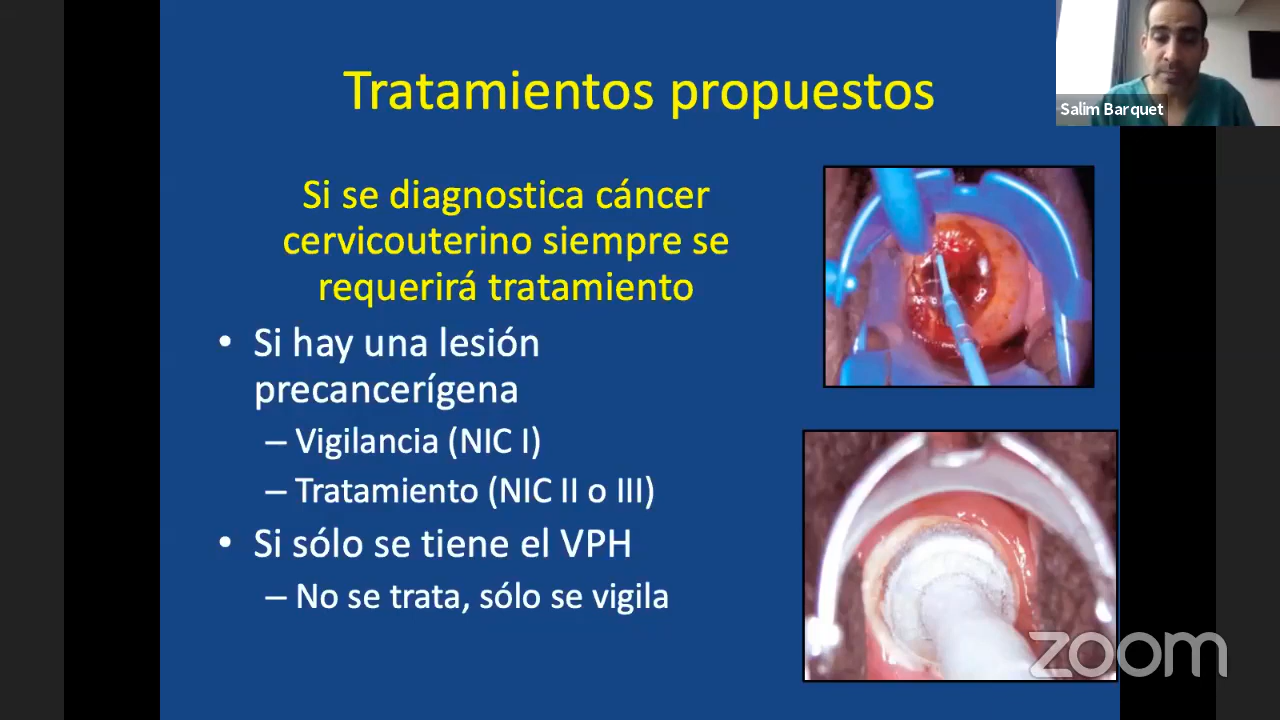 Tratamientos propuestos
Salim Barquet
Si se diagnostica cáncer
cervicouterino siempre se
requerirá tratamiento
• Si hay una lesión
precancerígena
– Vigilancia (NIC I)
– Tratamiento (NIC II o III)
• Si sólo se tiene el VPH
– No se trata, sólo se vigila
zoom